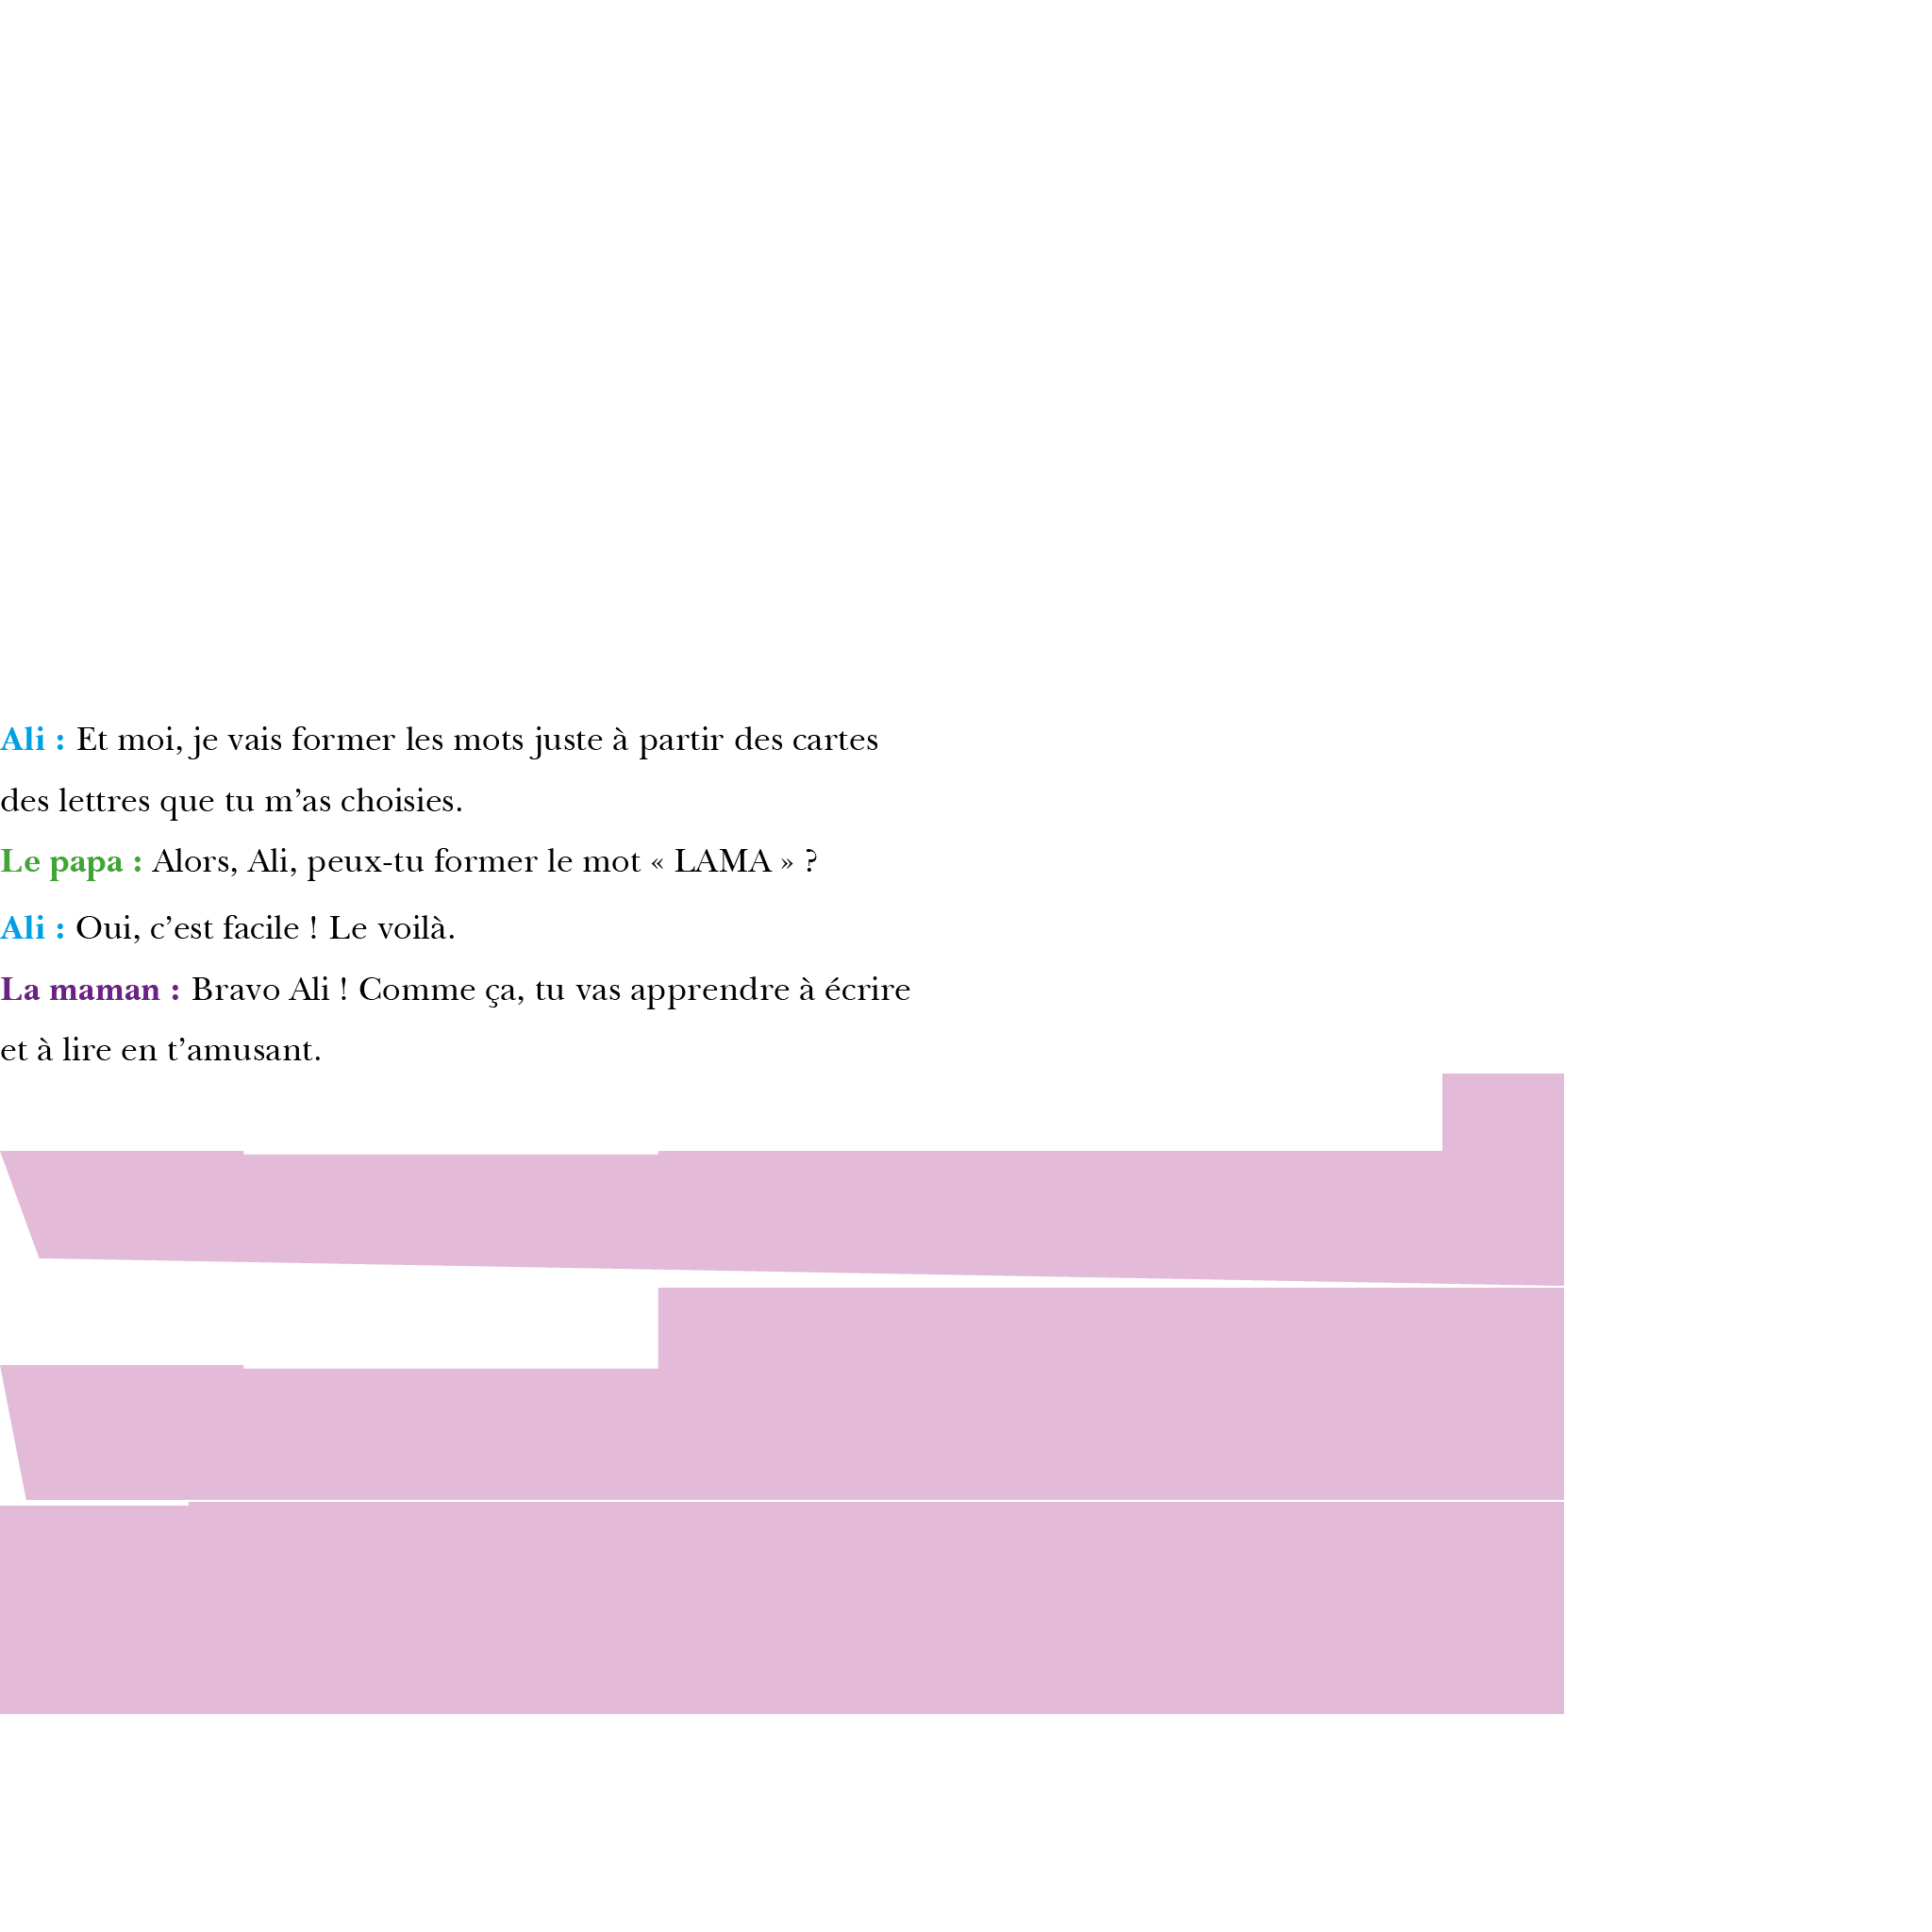 Ali : Et moi, je vais former les mots juste à partir des cartes
des lettres que tu m’as choisies.
Le papa : Alors, Ali, peux-tu former le mot « LAMA » ?
Ali : Oui, c’est facile ! Le voilà.
La maman : Bravo Ali ! Comme ça, tu vas apprendre à écrire
et à lire en t’amusant.